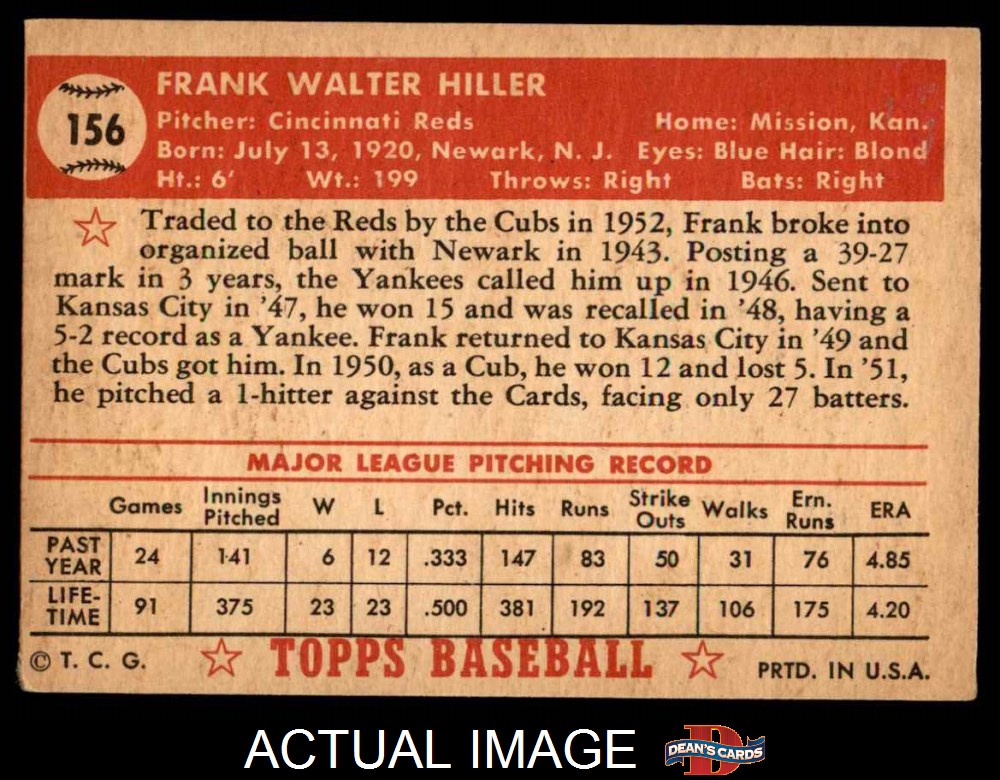 FRANK WALTER HILLER
156
Pitcher: Cincinnati Reds Home: Mission, Kan.
Born: July 13, 1920, Newark, N. J. Eyes: Blue Hair: Blond
Ht.: 6' Wt.: 199 Throws: Right Bats: Right
Traded to the Reds by the Cubs in 1952, Frank broke into
organized ball with Newark in 1943. Posting a 39-27
mark in 3 years, the Yankees called him up in 1946. Sent to
Kansas City in '47, he won 15 and was recalled in '48, having a
5-2 record as a Yankee. Frank returned to Kansas City in '49 and
the Cubs got him. In 1950, as a Cub, he won 12 and lost 5. In '51,
he pitched a 1-hitter against the Cards, facing only 27 batters.
MAJOR LEAGUE PITCHING RECORD
Games Innings Pitched W L Pct. Hits Runs Strike Outs Walks Ern. Runs ERA
PAST YEAR 24 141 6 12 .333 147 83 50 31 76 4.85
LIFE-TIME 91 375 23 23 .500 381 192 137 106 175 4.20
© T. C. G. TOPPS BASEBALL PRTD. IN U.S.A.
ACTUAL IMAGE D DEAN'S CARDS